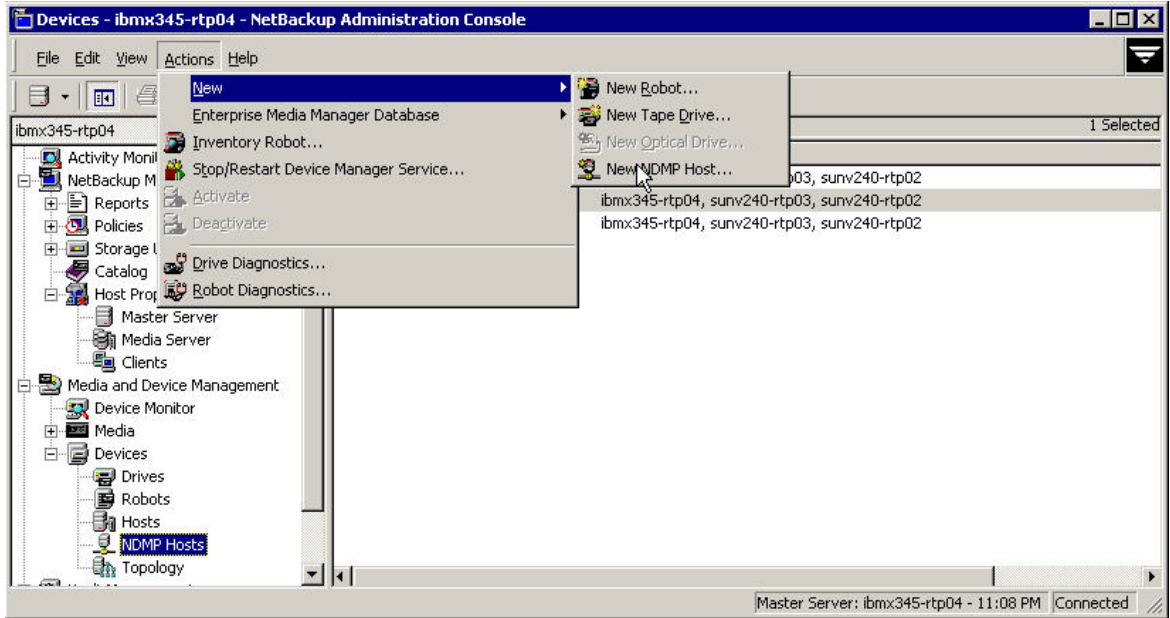 Devices - ibmx345-rtp04 - NetBackup Administration Console
File Edit View Actions Help
New
Enterprise Media Manager Database
Inventory Robot...
Stop/Restart Device Manager Service...
Activate
Deactivate
Drive Diagnostics...
Robot Diagnostics...
New Robot...
New Tape Drive...
New Optical Drive...
New NDMP Host...
ibmx345-rtp04
1 Selected
Activity Moni
NetBackup M
Reports
Policies
Storage
Catalog
Host Prop
Master Server
Media Server
Clients
Media and Device Management
Device Monitor
Media
Devices
Drives
Robots
Hosts
NDMP Hosts
Topology
p03, sunv240-rtp02
ibmx345-rtp04, sunv240-rtp03, sunv240-rtp02
ibmx345-rtp04, sunv240-rtp03, sunv240-rtp02
Master Server: ibmx345-rtp04 - 11:08 PM Connected